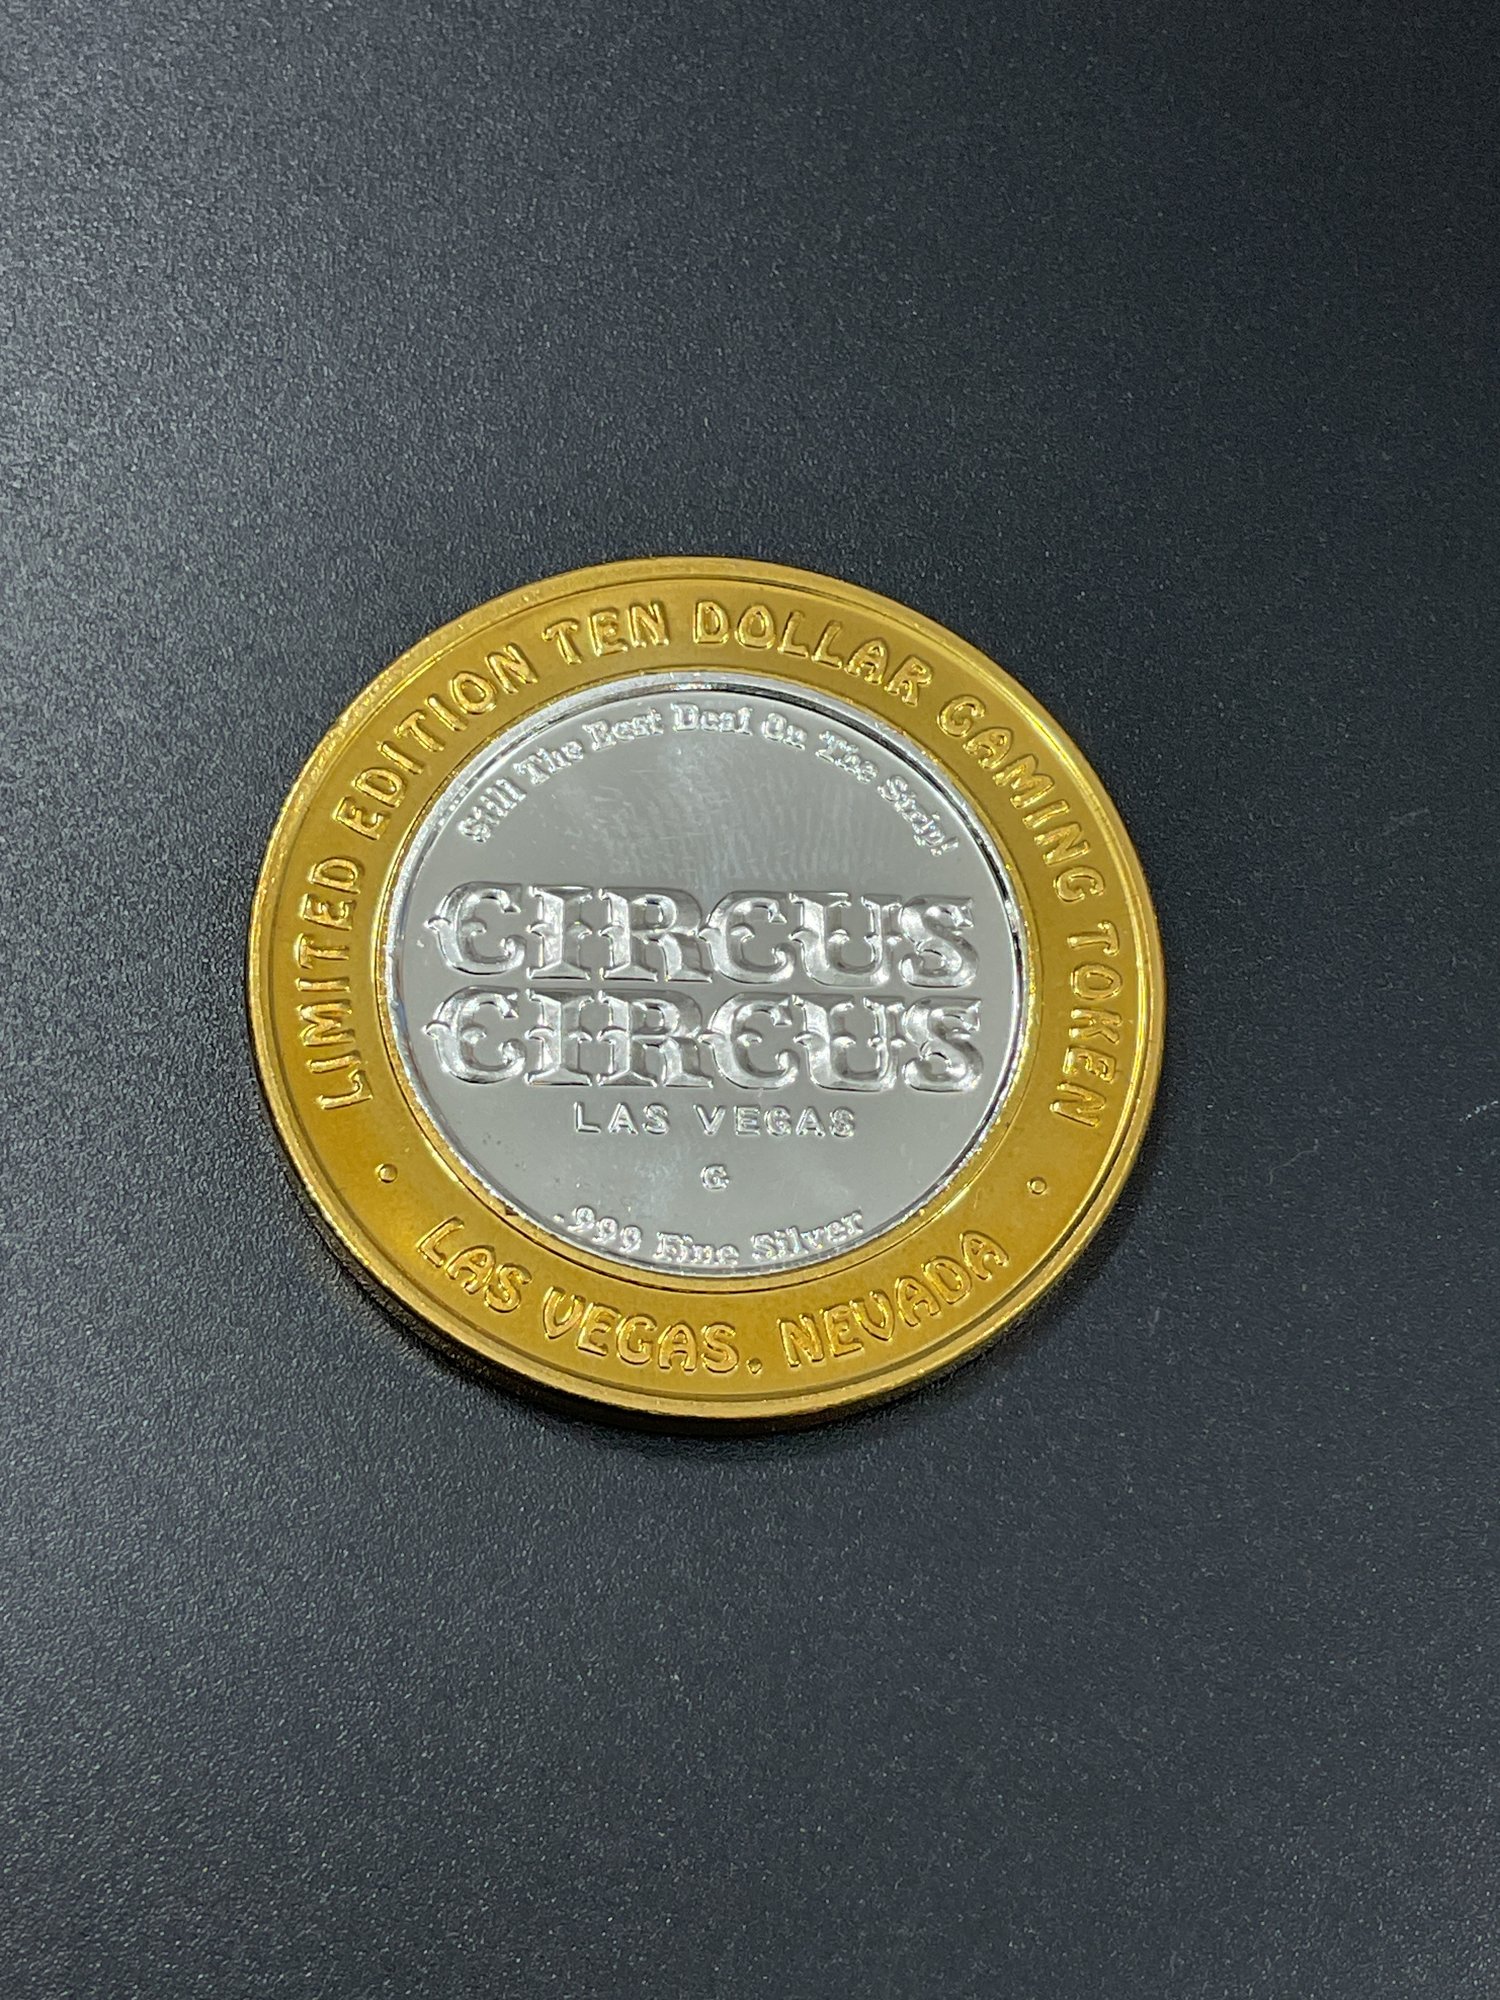 LIMITED EDITION TEN DOLLAR GAMING TOKEN
Still The Best Deal On The Strip!
CIRCUS
CIRCUS
LAS VEGAS
G
.999 Fine Silver
• LAS VEGAS, NEVADA •